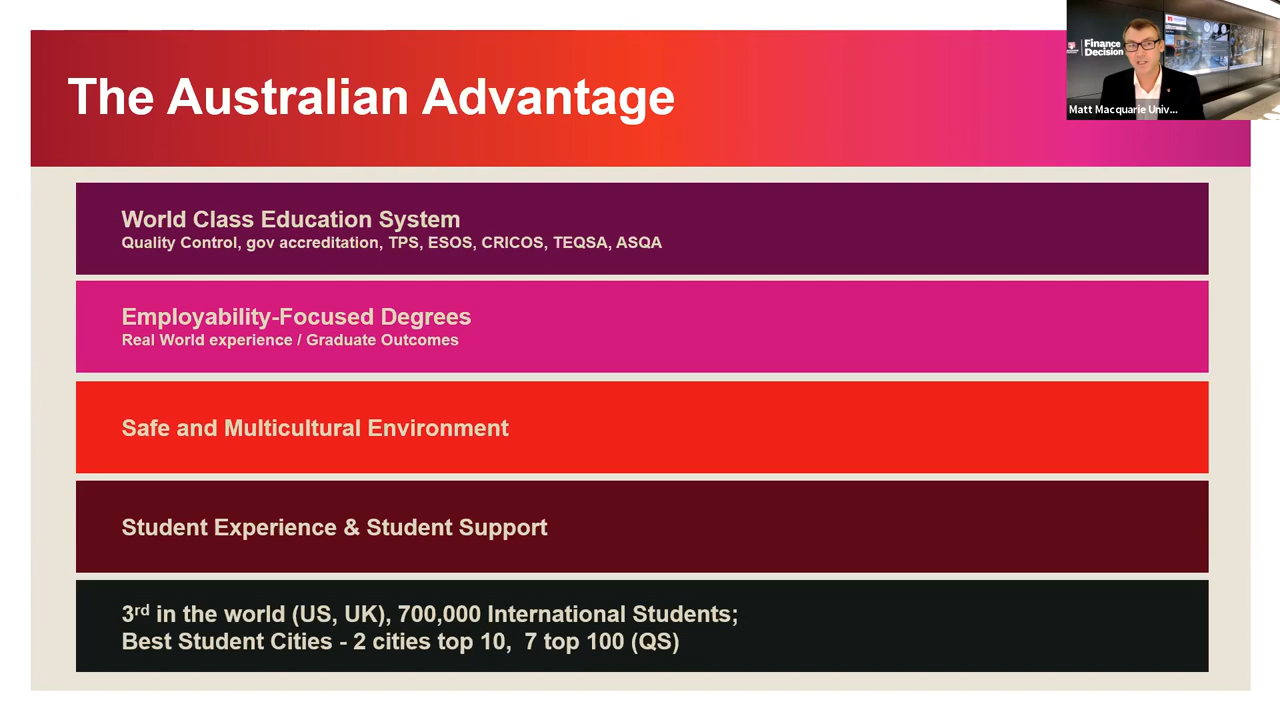 The Australian Advantage
Finance
Decision
Matt Macquarie Univ...
World Class Education System
Quality Control, gov accreditation, TPS, ESOS, CRICOS, TEQSA, ASQA
Employability-Focused Degrees
Real World experience / Graduate Outcomes
Safe and Multicultural Environment
Student Experience & Student Support
3rd in the world (US, UK), 700,000 International Students;
Best Student Cities - 2 cities top 10,  7 top 100 (QS)